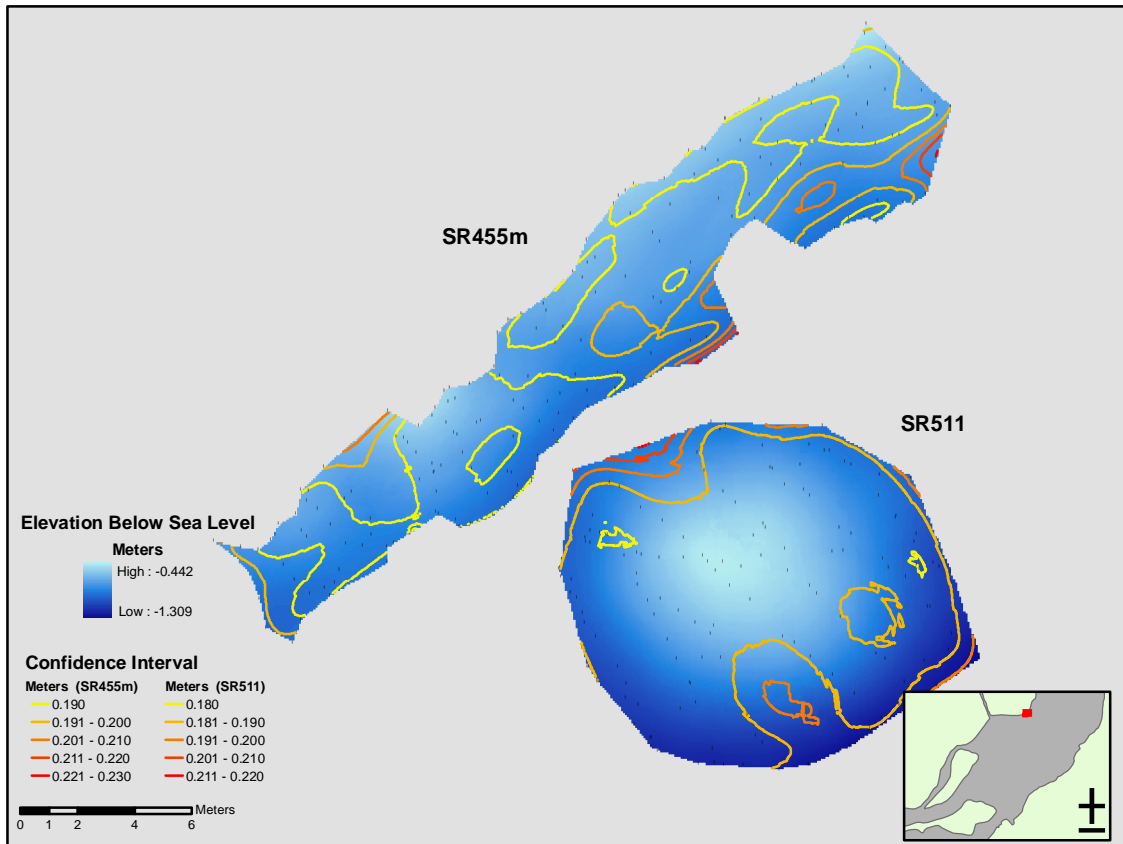 SR455m
SR511
Elevation Below Sea Level
Meters
High : -0.442
Low : -1.309
Confidence Interval
Meters (SR455m) Meters (SR511)
0.190 0.180
0.191 - 0.200 0.181 - 0.190
0.201 - 0.210 0.191 - 0.200
0.211 - 0.220 0.201 - 0.210
0.221 - 0.230 0.211 - 0.220
Meters
0 1 2 4 6